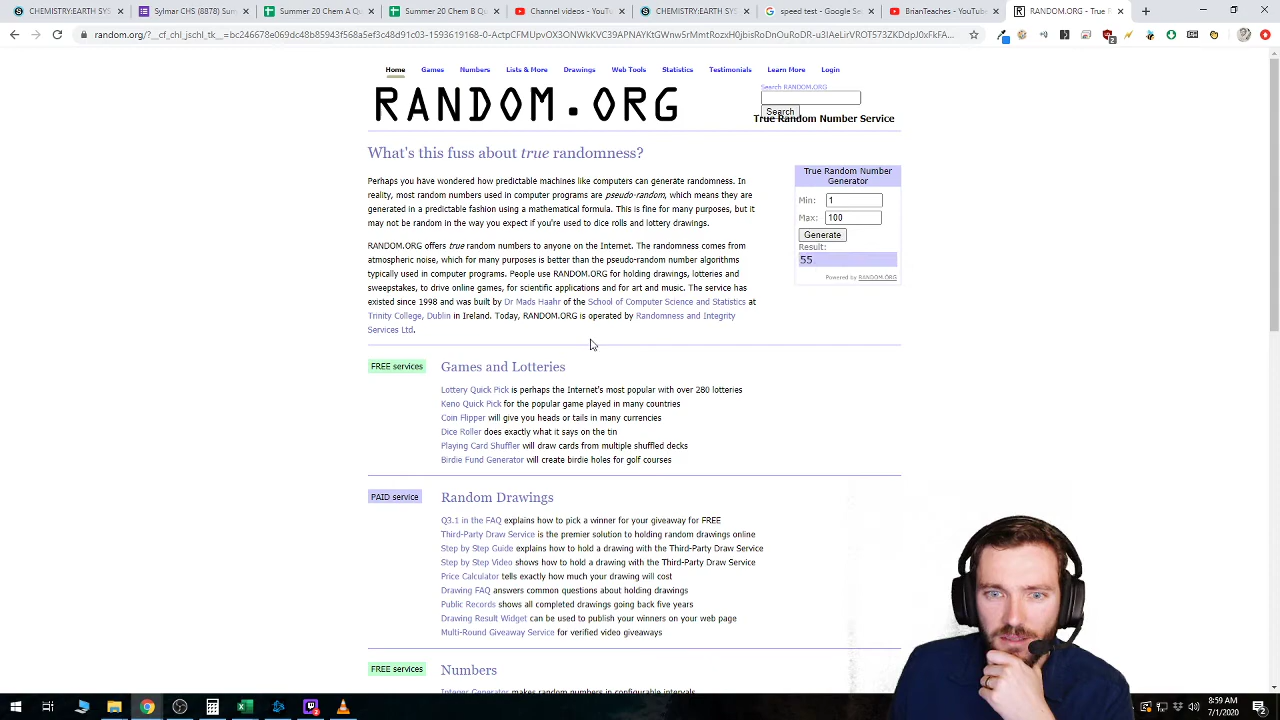 CHEMISTRY:EARTH SYS
Sylmar CHS (8078) Sum
Summer 20 Chem A Qu
Summer 20 Chem B Qu
Chemical volcano - YouTu
CHEMISTRY:EARTH SYS
speed test - Google Se
BrianTeaches - YouTube
RANDOM.ORG - True
Home Games Numbers Lists & More Drawings Web Tools Statistics Testimonials Learn More Login
Search RANDOM.ORG
RANDOM.ORG
Search
True Random Number Service
What's this fuss about true randomness?
Perhaps you have wondered how predictable machines like computers can generate randomness. In
reality, most random numbers used in computer programs are pseudo-random, which means they are
generated in a predictable fashion using a mathematical formula. This is fine for many purposes, but it
may not be random in the way you expect if you're used to dice rolls and lottery drawings.
RANDOM.ORG offers true random numbers to anyone on the Internet. The randomness comes from
atmospheric noise, which for many purposes is better than the pseudo-random number algorithms
typically used in computer programs. People use RANDOM.ORG for holding drawings, lotteries and
sweepstakes, to drive online games, for scientific applications and for art and music. The service has
existed since 1998 and was built by Dr Mads Haahr of the School of Computer Science and Statistics at
Trinity College, Dublin in Ireland. Today, RANDOM.ORG is operated by Randomness and Integrity
Services Ltd.
True Random Number
Generator
Min: 1
Max: 100
Generate
Result:
55
Powered by RANDOM.ORG
FREE services
Games and Lotteries
Lottery Quick Pick is perhaps the Internet's most popular with over 280 lotteries
Keno Quick Pick for the popular game played in many countries
Coin Flipper will give you heads or tails in many currencies
Dice Roller does exactly what it says on the tin
Playing Card Shuffler will draw cards from multiple shuffled decks
Birdie Fund Generator will create birdie holes for golf courses
PAID service
Random Drawings
Q3.1 in the FAQ explains how to pick a winner for your giveaway for FREE
Third-Party Draw Service is the premier solution to holding random drawings online
Step by Step Guide explains how to hold a drawing with the Third-Party Draw Service
Step by Step Video shows how to hold a drawing with the Third-Party Draw Service
Price Calculator tells exactly how much your drawing will cost
Drawing FAQ answers common questions about holding drawings
Public Records shows all completed drawings going back five years
Drawing Result Widget can be used to publish your winners on your web page
Multi-Round Giveaway Service for verified video giveaways
FREE services
Numbers
Integer Generator makes random numbers in configurable intervals
8:59 AM
7/1/2020